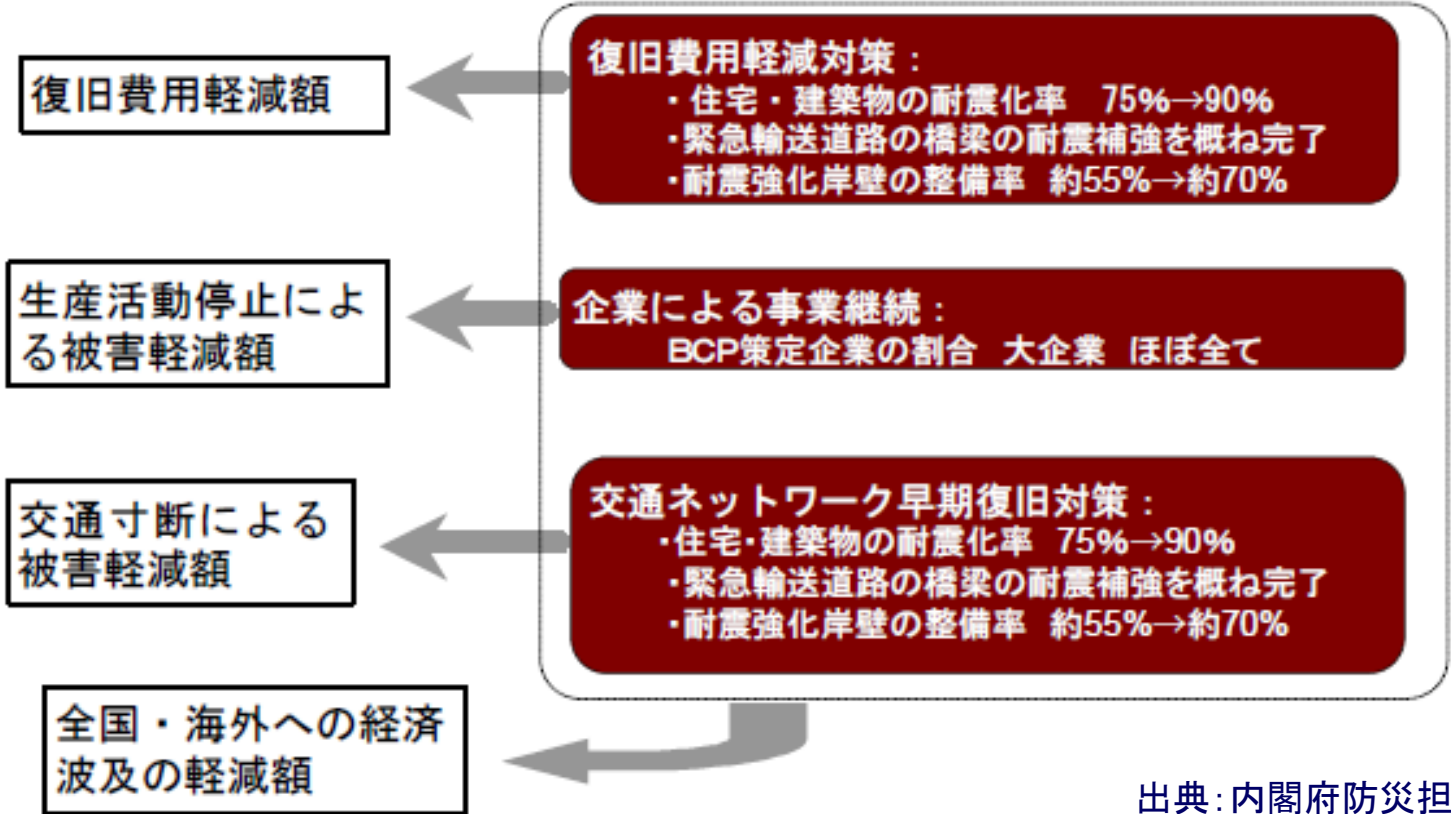 復旧費用軽減額
復旧費用軽減対策：
・住宅・建築物の耐震化率　75％→90％
・緊急輸送道路の橋梁の耐震補強を概ね完了
・耐震強化岸壁の整備率　約55％→約70％
生産活動停止によ
る被害軽減額
企業による事業継続：
BCP策定企業の割合　大企業　ほぼ全て
交通寸断による
被害軽減額
交通ネットワーク早期復旧対策：
・住宅・建築物の耐震化率　75％→90％
・緊急輸送道路の橋梁の耐震補強を概ね完了
・耐震強化岸壁の整備率　約55％→約70％
全国・海外への経済
波及の軽減額
出典：内閣府防災担